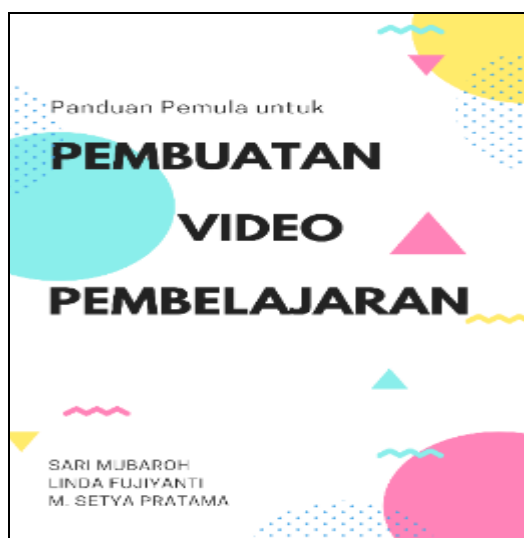 Panduan Pemula untuk
PEMBUATAN
VIDEO
PEMBELAJARAN
SARI MUBAROH
LINDA FUJIYANTI
M. SETYA PRATAMA